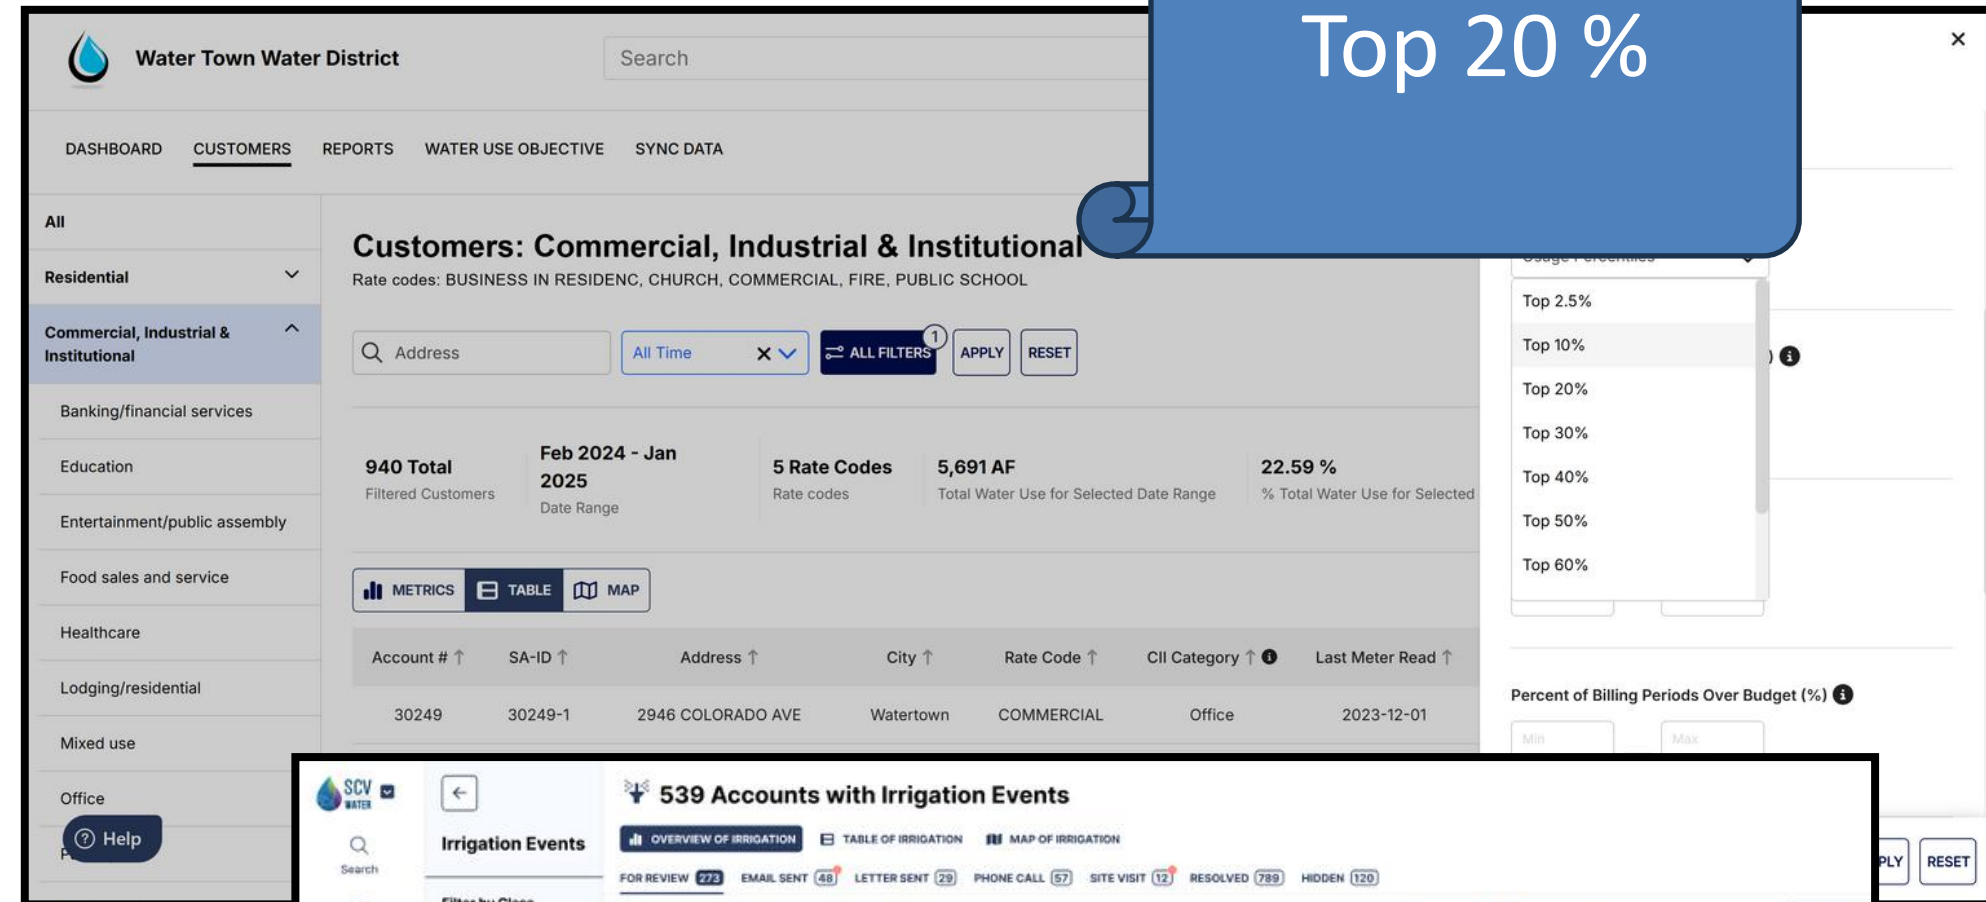 Top 20 %
Water Town Water District
Search
DASHBOARD CUSTOMERS REPORTS WATER USE OBJECTIVE SYNC DATA
All
Residential
Commercial, Industrial &
Institutional
Banking/financial services
Education
Entertainment/public assembly
Food sales and service
Healthcare
Lodging/residential
Mixed use
Office
Help
Customers: Commercial, Industrial & Institutional
Rate codes: BUSINESS IN RESIDENC, CHURCH, COMMERCIAL, FIRE, PUBLIC SCHOOL
Address All Time ALL FILTERS 1 APPLY RESET
940 Total
Filtered Customers
Feb 2024 - Jan
2025
Date Range
5 Rate Codes
Rate codes
5,691 AF
Total Water Use for Selected Date Range
22.59 %
% Total Water Use for Selected
METRICS TABLE MAP
Account # ↑ SA-ID ↑ Address ↑ City ↑ Rate Code ↑ CII Category ↑ Last Meter Read ↑
30249 30249-1 2946 COLORADO AVE Watertown COMMERCIAL Office 2023-12-01
Usage Percentiles
Top 2.5%
Top 10%
Top 20%
Top 30%
Top 40%
Top 50%
Top 60%
Percent of Billing Periods Over Budget (%)
Min Max
PLY RESET
SCV
WATER
Search
Irrigation Events
539 Accounts with Irrigation Events
OVERVIEW OF IRRIGATION TABLE OF IRRIGATION MAP OF IRRIGATION
FOR REVIEW 273 EMAIL SENT 48 LETTER SENT 29 PHONE CALL 57 SITE VISIT 12 RESOLVED 789 HIDDEN 120
Filter by Class